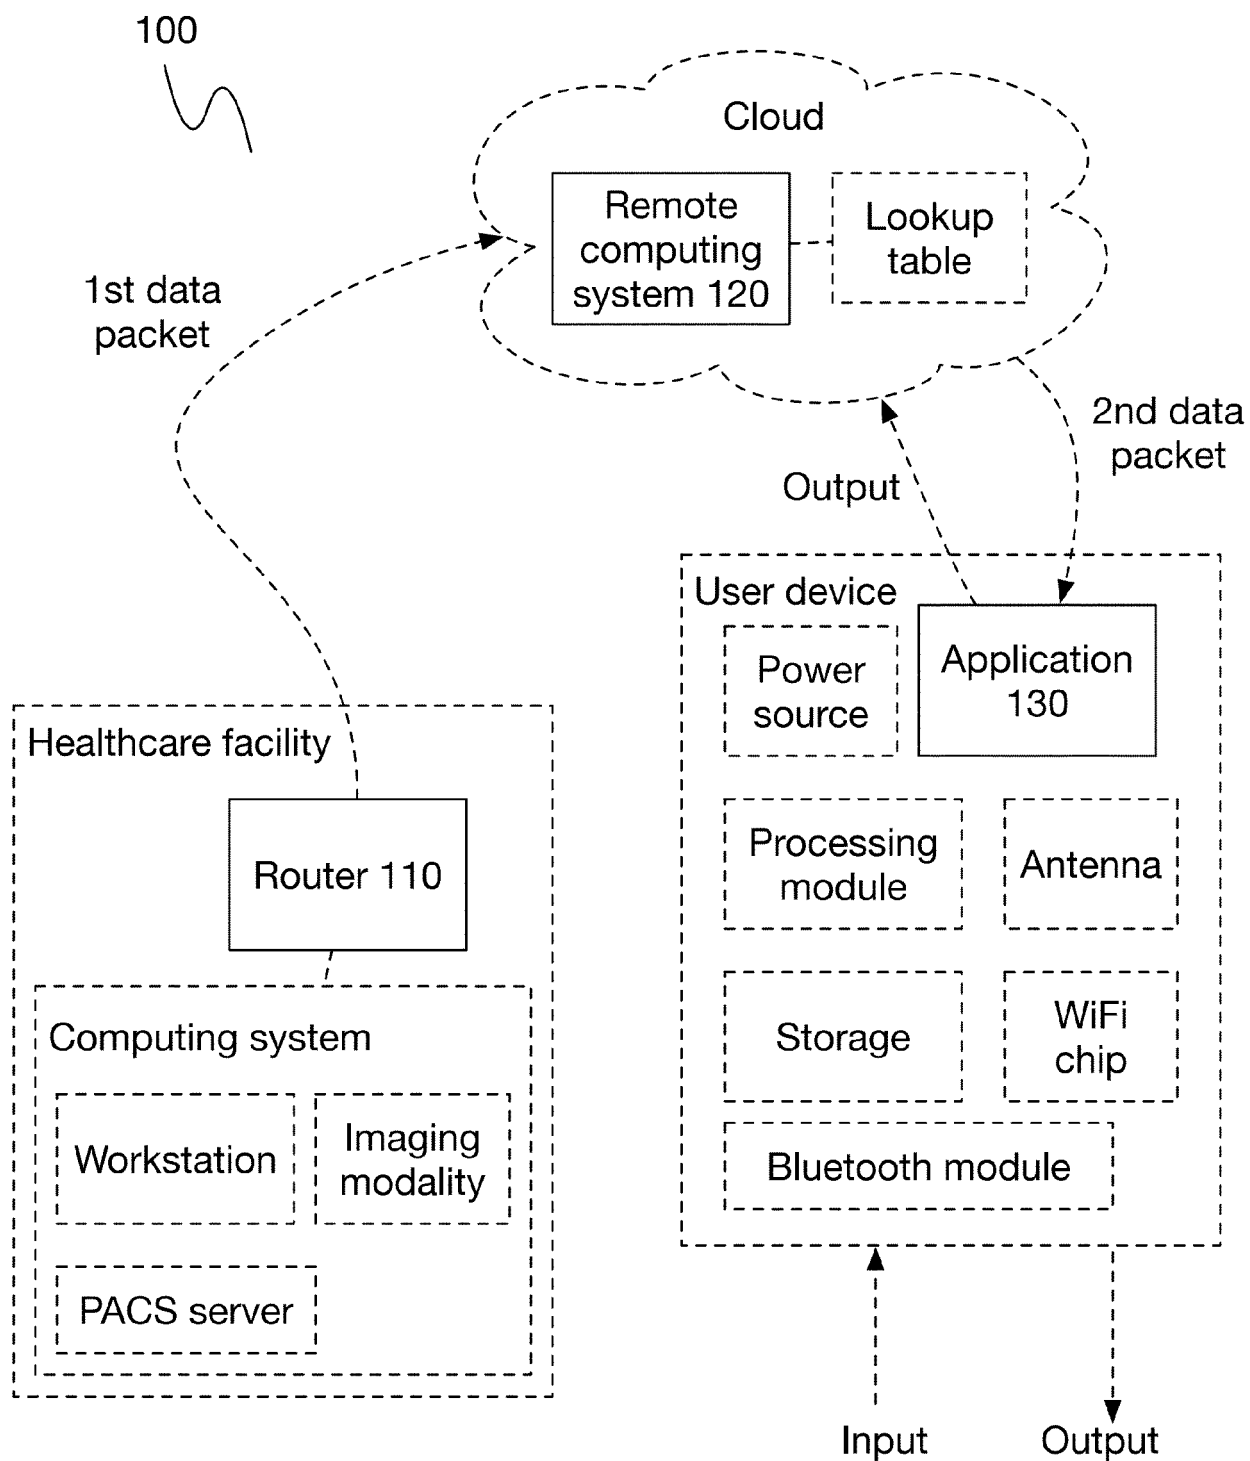 100
Cloud
Remote
computing
system 120
Lookup
table
1st data
packet
2nd data
packet
Output
User device
Power
source
Application
130
Healthcare facility
Router 110
Processing
module
Antenna
Computing system
Storage
WiFi
chip
Workstation
Imaging
modality
Bluetooth module
PACS server
Input
Output